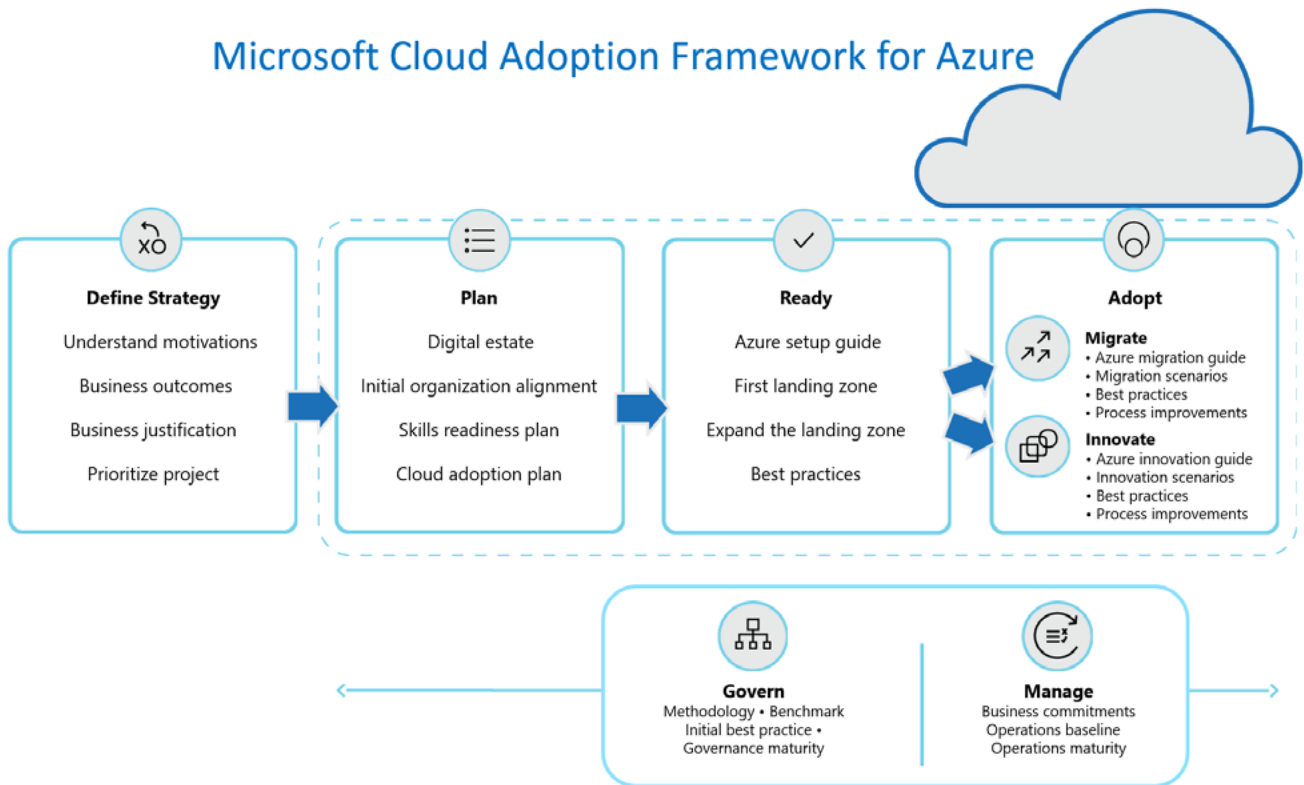 Microsoft Cloud Adoption Framework for Azure
XO
Define Strategy
Understand motivations
Business outcomes
Business justification
Prioritize project
Plan
Digital estate
Initial organization alignment
Skills readiness plan
Cloud adoption plan
Ready
Azure setup guide
First landing zone
Expand the landing zone
Best practices
Adopt
Migrate
• Azure migration guide
• Migration scenarios
• Best practices
• Process improvements
Innovate
• Azure innovation guide
• Innovation scenarios
• Best practices
• Process improvements
Govern
Methodology • Benchmark
Initial best practice •
Governance maturity
Manage
Business commitments
Operations baseline
Operations maturity